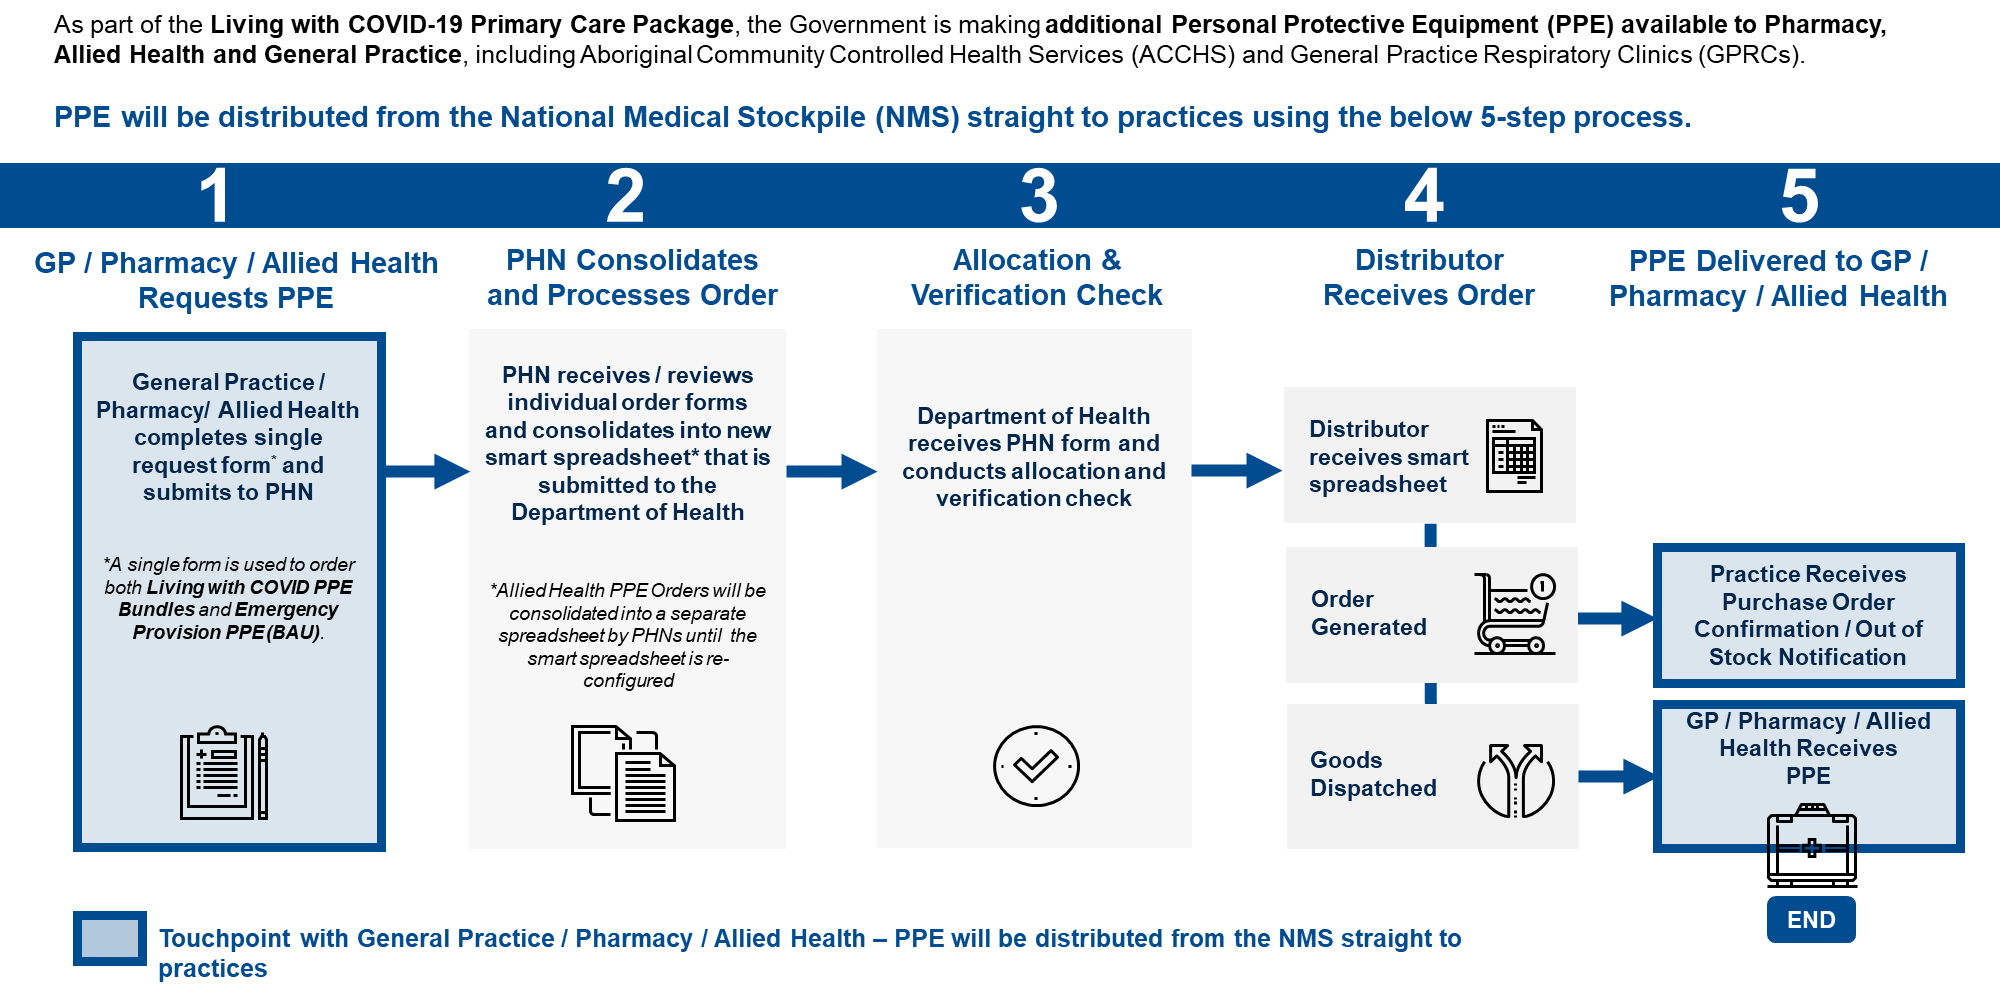 As part of the Living with COVID-19 Primary Care Package, the Government is making additional Personal Protective Equipment (PPE) available to Pharmacy,
Allied Health and General Practice, including Aboriginal Community Controlled Health Services (ACCHS) and General Practice Respiratory Clinics (GPRCs).
PPE will be distributed from the National Medical Stockpile (NMS) straight to practices using the below 5-step process.
1
2
3
4
5
GP / Pharmacy / Allied Health
Requests PPE
PHN Consolidates
and Processes Order
Allocation &
Verification Check
Distributor
Receives Order
PPE Delivered to GP /
Pharmacy / Allied Health
General Practice /
Pharmacy/ Allied Health
completes single
request form* and
submits to PHN
*A single form is used to order
both Living with COVID PPE
Bundles and Emergency
Provision PPE (BAU).
PHN receives / reviews
individual order forms
and consolidates into new
smart spreadsheet* that is
submitted to the
Department of Health
*Allied Health PPE Orders will be
consolidated into a separate
spreadsheet by PHNs until the
smart spreadsheet is re-
configured
Department of Health
receives PHN form and
conducts allocation and
verification check
Distributor
receives smart
spreadsheet
Order
Generated
1
Goods
Dispatched
Practice Receives
Purchase Order
Confirmation / Out of
Stock Notification
GP / Pharmacy / Allied
Health Receives
PPE
END
Touchpoint with General Practice / Pharmacy / Allied Health – PPE will be distributed from the NMS straight to
practices